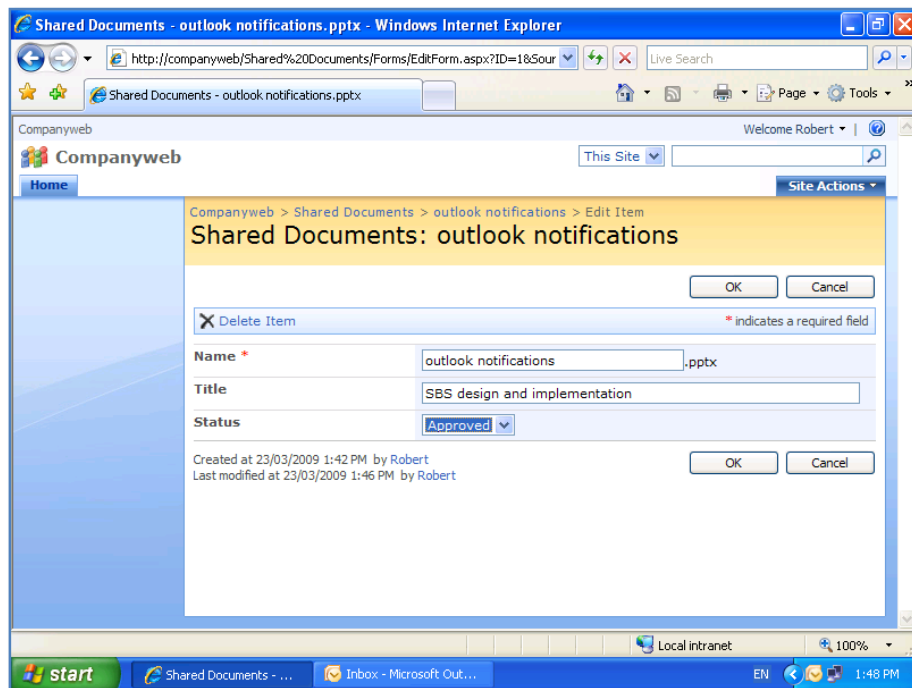 Shared Documents - outlook notifications.pptx - Windows Internet Explorer
http://companyweb/Shared%20Documents/Forms/EditForm.aspx?ID=1&Sour
Live Search
Shared Documents - outlook notifications.pptx
Page
Tools
Companyweb
Welcome Robert
Companyweb
This Site
Home
Site Actions
Companyweb > Shared Documents > outlook notifications > Edit Item
Shared Documents: outlook notifications
OK
Cancel
Delete Item
* indicates a required field
Name *
outlook notifications
.pptx
Title
SBS design and implementation
Status
Approved
Created at 23/03/2009 1:42 PM by Robert
Last modified at 23/03/2009 1:46 PM by Robert
OK
Cancel
Local intranet
100%
start
Shared Documents - ...
Inbox - Microsoft Out...
EN
1:48 PM